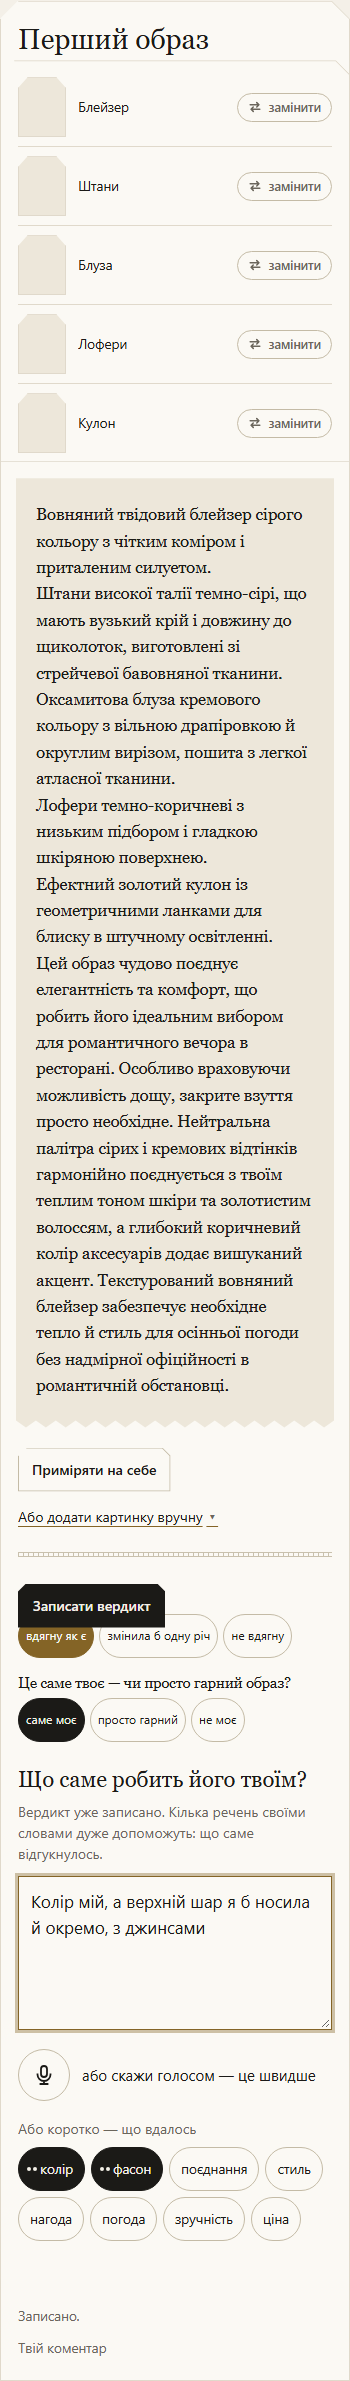 Перший образ
Блейзер
замінити
Штани
замінити
Блуза
замінити
Лофери
замінити
Кулон
замінити
Вовняний твідовий блейзер сірого
кольору з чітким коміром і
приталеним силуетом.
Штани високої талії темно-сірі, що
мають вузький крій і довжину до
щиколоток, виготовлені зі
стрейчевої бавовняної тканини.
Оксамитова блуза кремового
кольору з вільною драпіровкою й
округлим вирізом, пошита з легкої
атласної тканини.
Лофери темно-коричневі з
низьким підбором і гладкою
шкіряною поверхнею.
Ефектний золотий кулон із
геометричними ланками для
блиску в штучному освітленні.
Цей образ чудово поєднує
елегантність та комфорт, що
робить його ідеальним вибором
для романтичного вечора в
ресторані. Особливо враховуючи
можливість дощу, закрите взуття
просто необхідне. Нейтральна
палітра сірих і кремових відтінків
гармонійно поєднується з твоїм
теплим тоном шкіри та золотистим
волоссям, а глибокий коричневий
колір аксесуарів додає вишуканий
акцент. Текстурований вовняний
блейзер забезпечує необхідне
тепло й стиль для осінньої погоди
без надмірної офіційності в
романтичній обстановці.
Приміряти на себе
Або додати картинку вручну
Записати вердикт
вдягну як є
змінила б одну річ
не вдягну
Це саме твоє — чи просто гарний образ?
саме моє
просто гарний
не моє
Що саме робить його твоїм?
Вердикт уже записано. Кілька речень своїми
словами дуже допоможуть: що саме
відгукнулось.
Колір мій, а верхній шар я б носила
й окремо, з джинсами
або скажи голосом — це швидше
Або коротко — що вдалось
колір
фасон
поєднання
стиль
нагода
погода
зручність
ціна
Записано.
Твій коментар